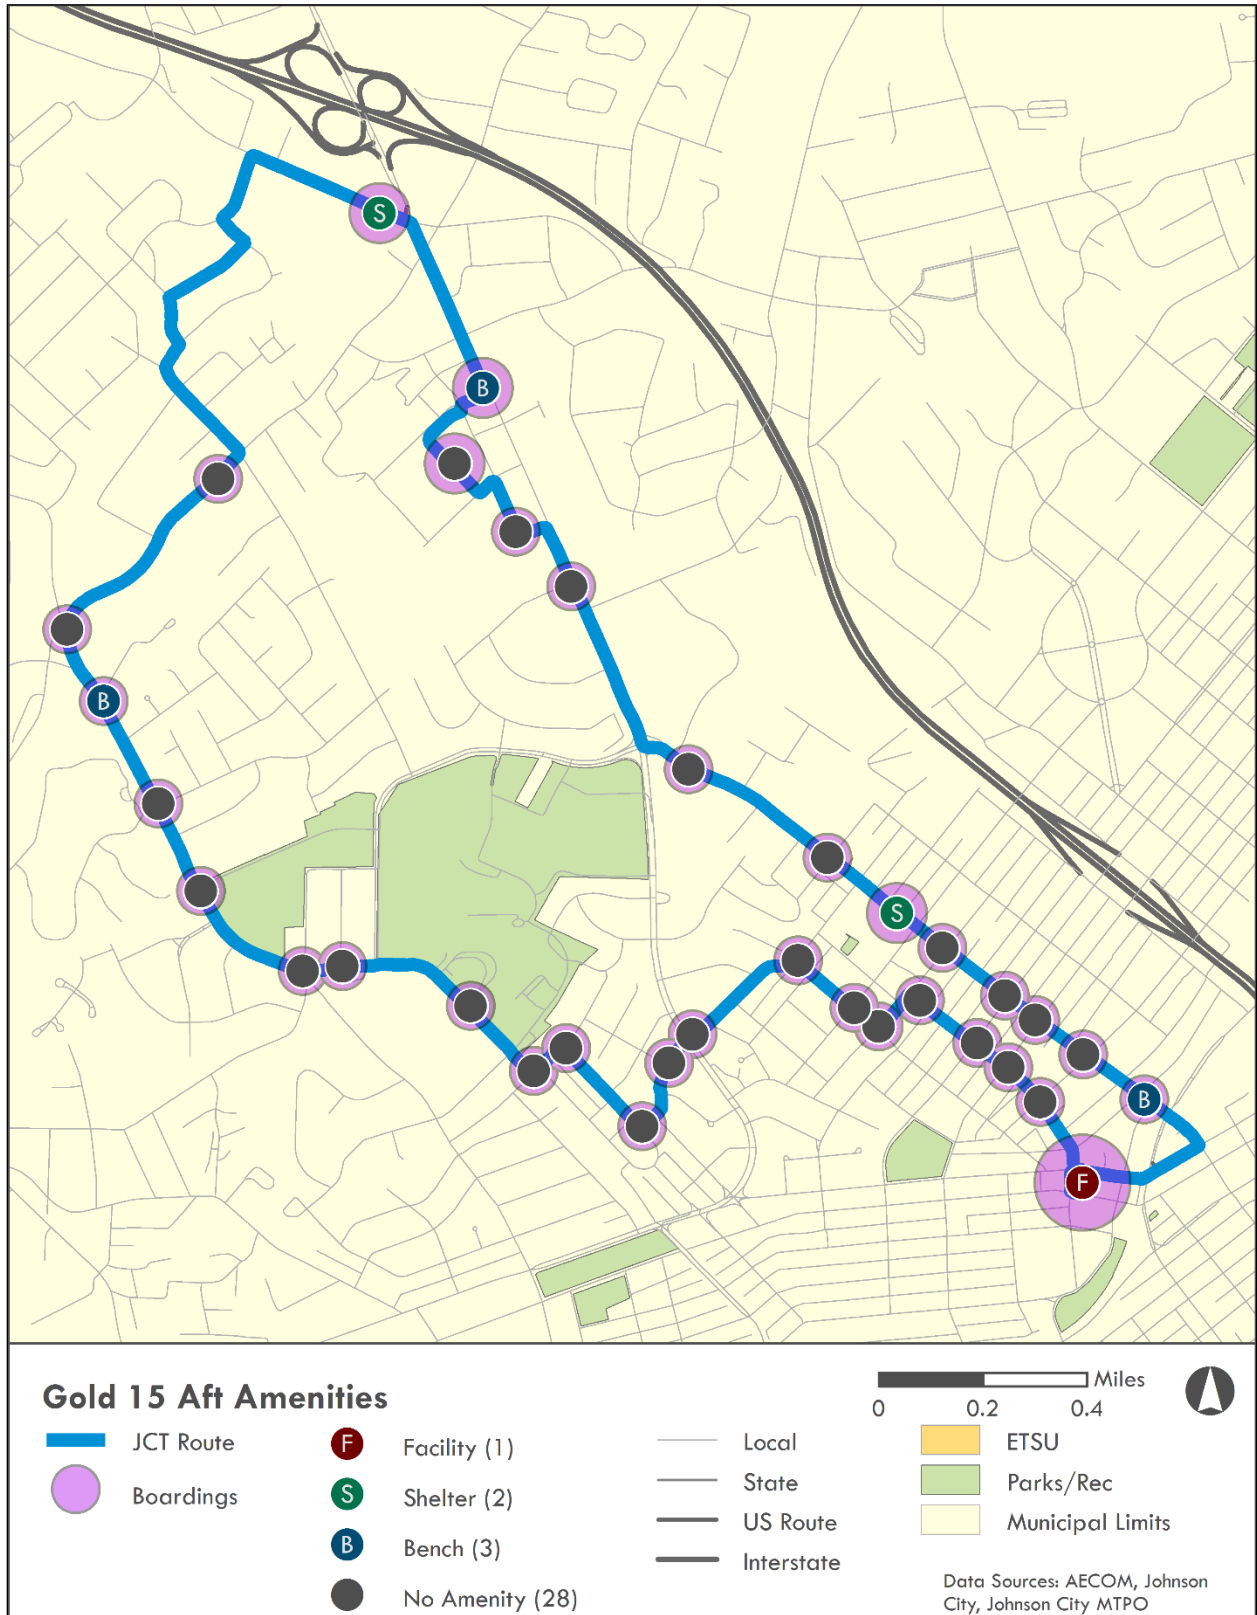 S
B
B
S
B
F
Gold 15 Aft Amenities
JCT Route
Boardings
F Facility (1)
S Shelter (2)
B Bench (3)
No Amenity (28)
Local
State
US Route
Interstate
Miles
0 0.2 0.4
ETSU
Parks/Rec
Municipal Limits
Data Sources: AECOM, Johnson
City, Johnson City MTPO